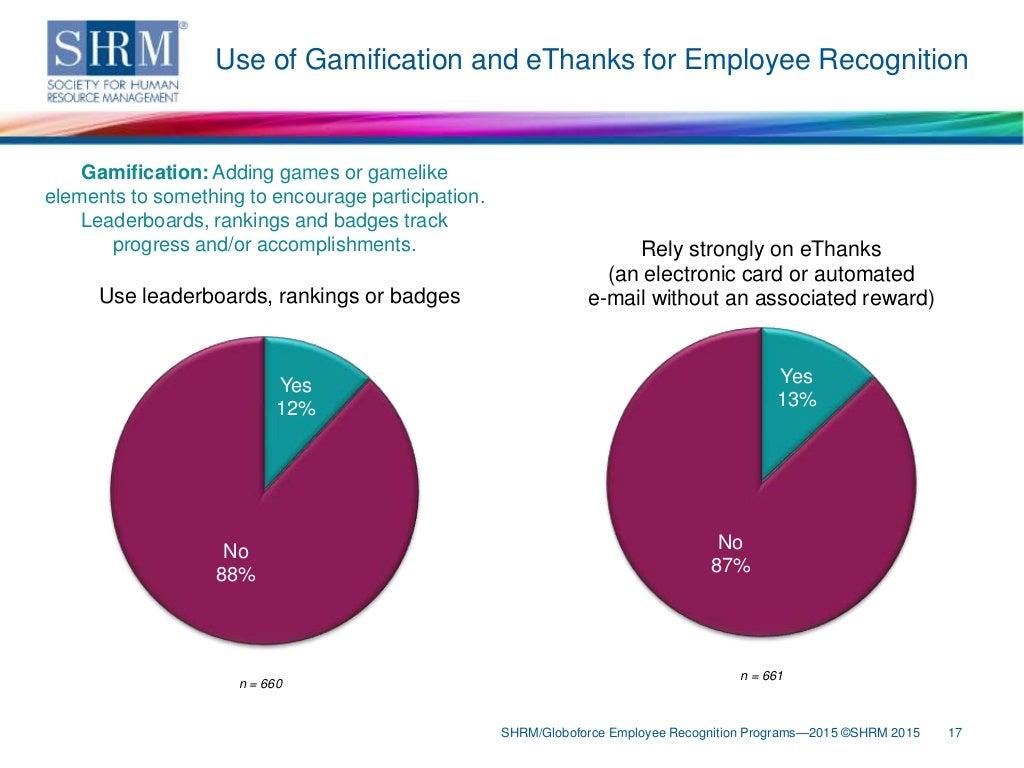 SHRM®
SOCIETY FOR HUMAN
RESOURCE MANAGEMENT
Use of Gamification and eThanks for Employee Recognition
Gamification: Adding games or gamelike
elements to something to encourage participation.
Leaderboards, rankings and badges track
progress and/or accomplishments.
Use leaderboards, rankings or badges
Yes
12%
No
88%
n = 660
Rely strongly on eThanks
(an electronic card or automated
e-mail without an associated reward)
Yes
13%
No
87%
n = 661
SHRM/Globoforce Employee Recognition Programs—2015 ©SHRM 2015 17